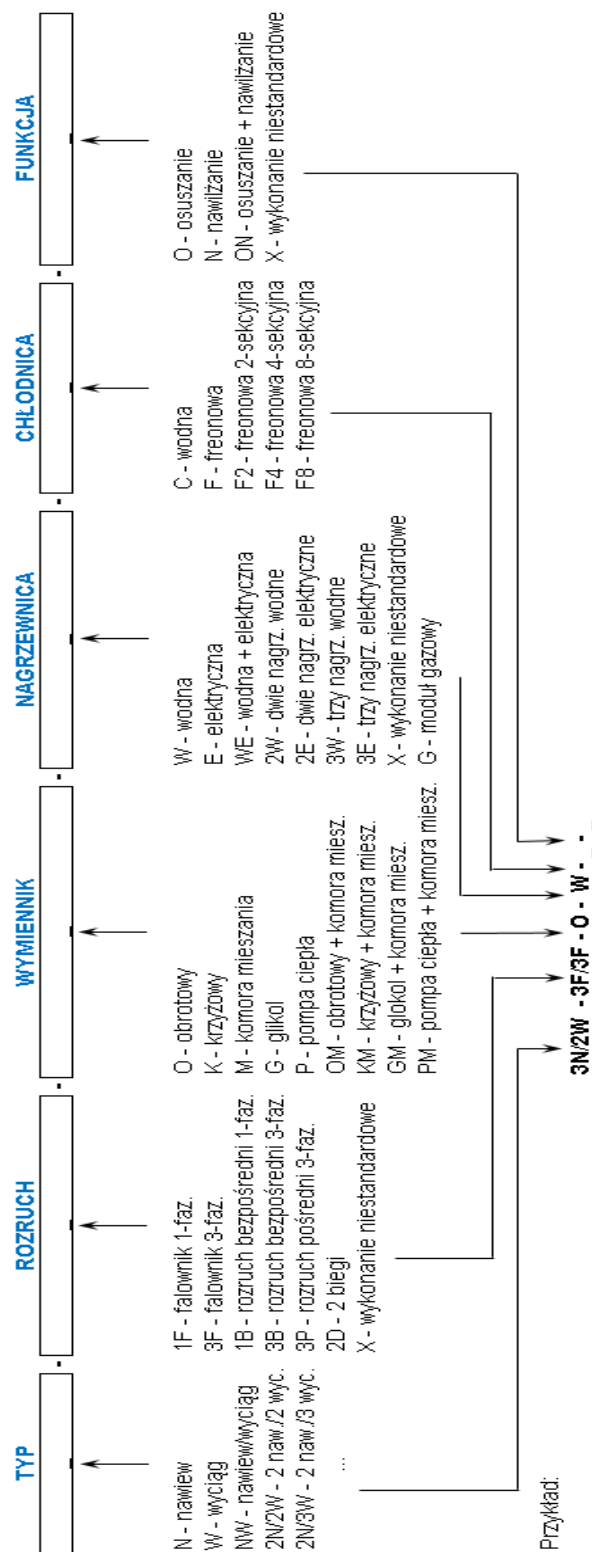 TYP - ROZRUCH - WYMIENNIK - NAGRZEWNICA - CHŁODNICA - FUNKCJA
N - nawiew
W - wyciąg
NW - nawiew/wyciąg
2N/2W - 2 naw./2 wyc.
2N/3W - 2 naw./3 wyc.
...
1F - falownik 1-faz.
3F - falownik 3-faz.
1B - rozruch bezpośredni 1-faz.
3B - rozruch bezpośredni 3-faz.
3P - rozruch pośredni 3-faz.
2D - 2 biegi
X - wykonanie niestandardowe
O - obrotowy
K - krzyżowy
M - komora mieszania
G - glikol
P - pompa ciepła
OM - obrotowy + komora miesz.
KM - krzyżowy + komora miesz.
GM - glokol + komora miesz.
PM - pompa ciepła + komora miesz.
W - wodna
E - elektryczna
WE - wodna + elektryczna
2W - dwie nagrz. wodne
2E - dwie nagrz. elektryczne
3W - trzy nagrz. wodne
3E - trzy nagrz. elektryczne
X - wykonanie niestandardowe
G - moduł gazowy
C - wodna
F - freonowa
F2 - freonowa 2-sekcyjna
F4 - freonowa 4-sekcyjna
F8 - freonowa 8-sekcyjna
O - osuszanie
N - nawilżanie
ON - osuszanie + nawilżanie
X - wykonanie niestandardowe
Przykład:
3N/2W - 3F/3F - O - W - -